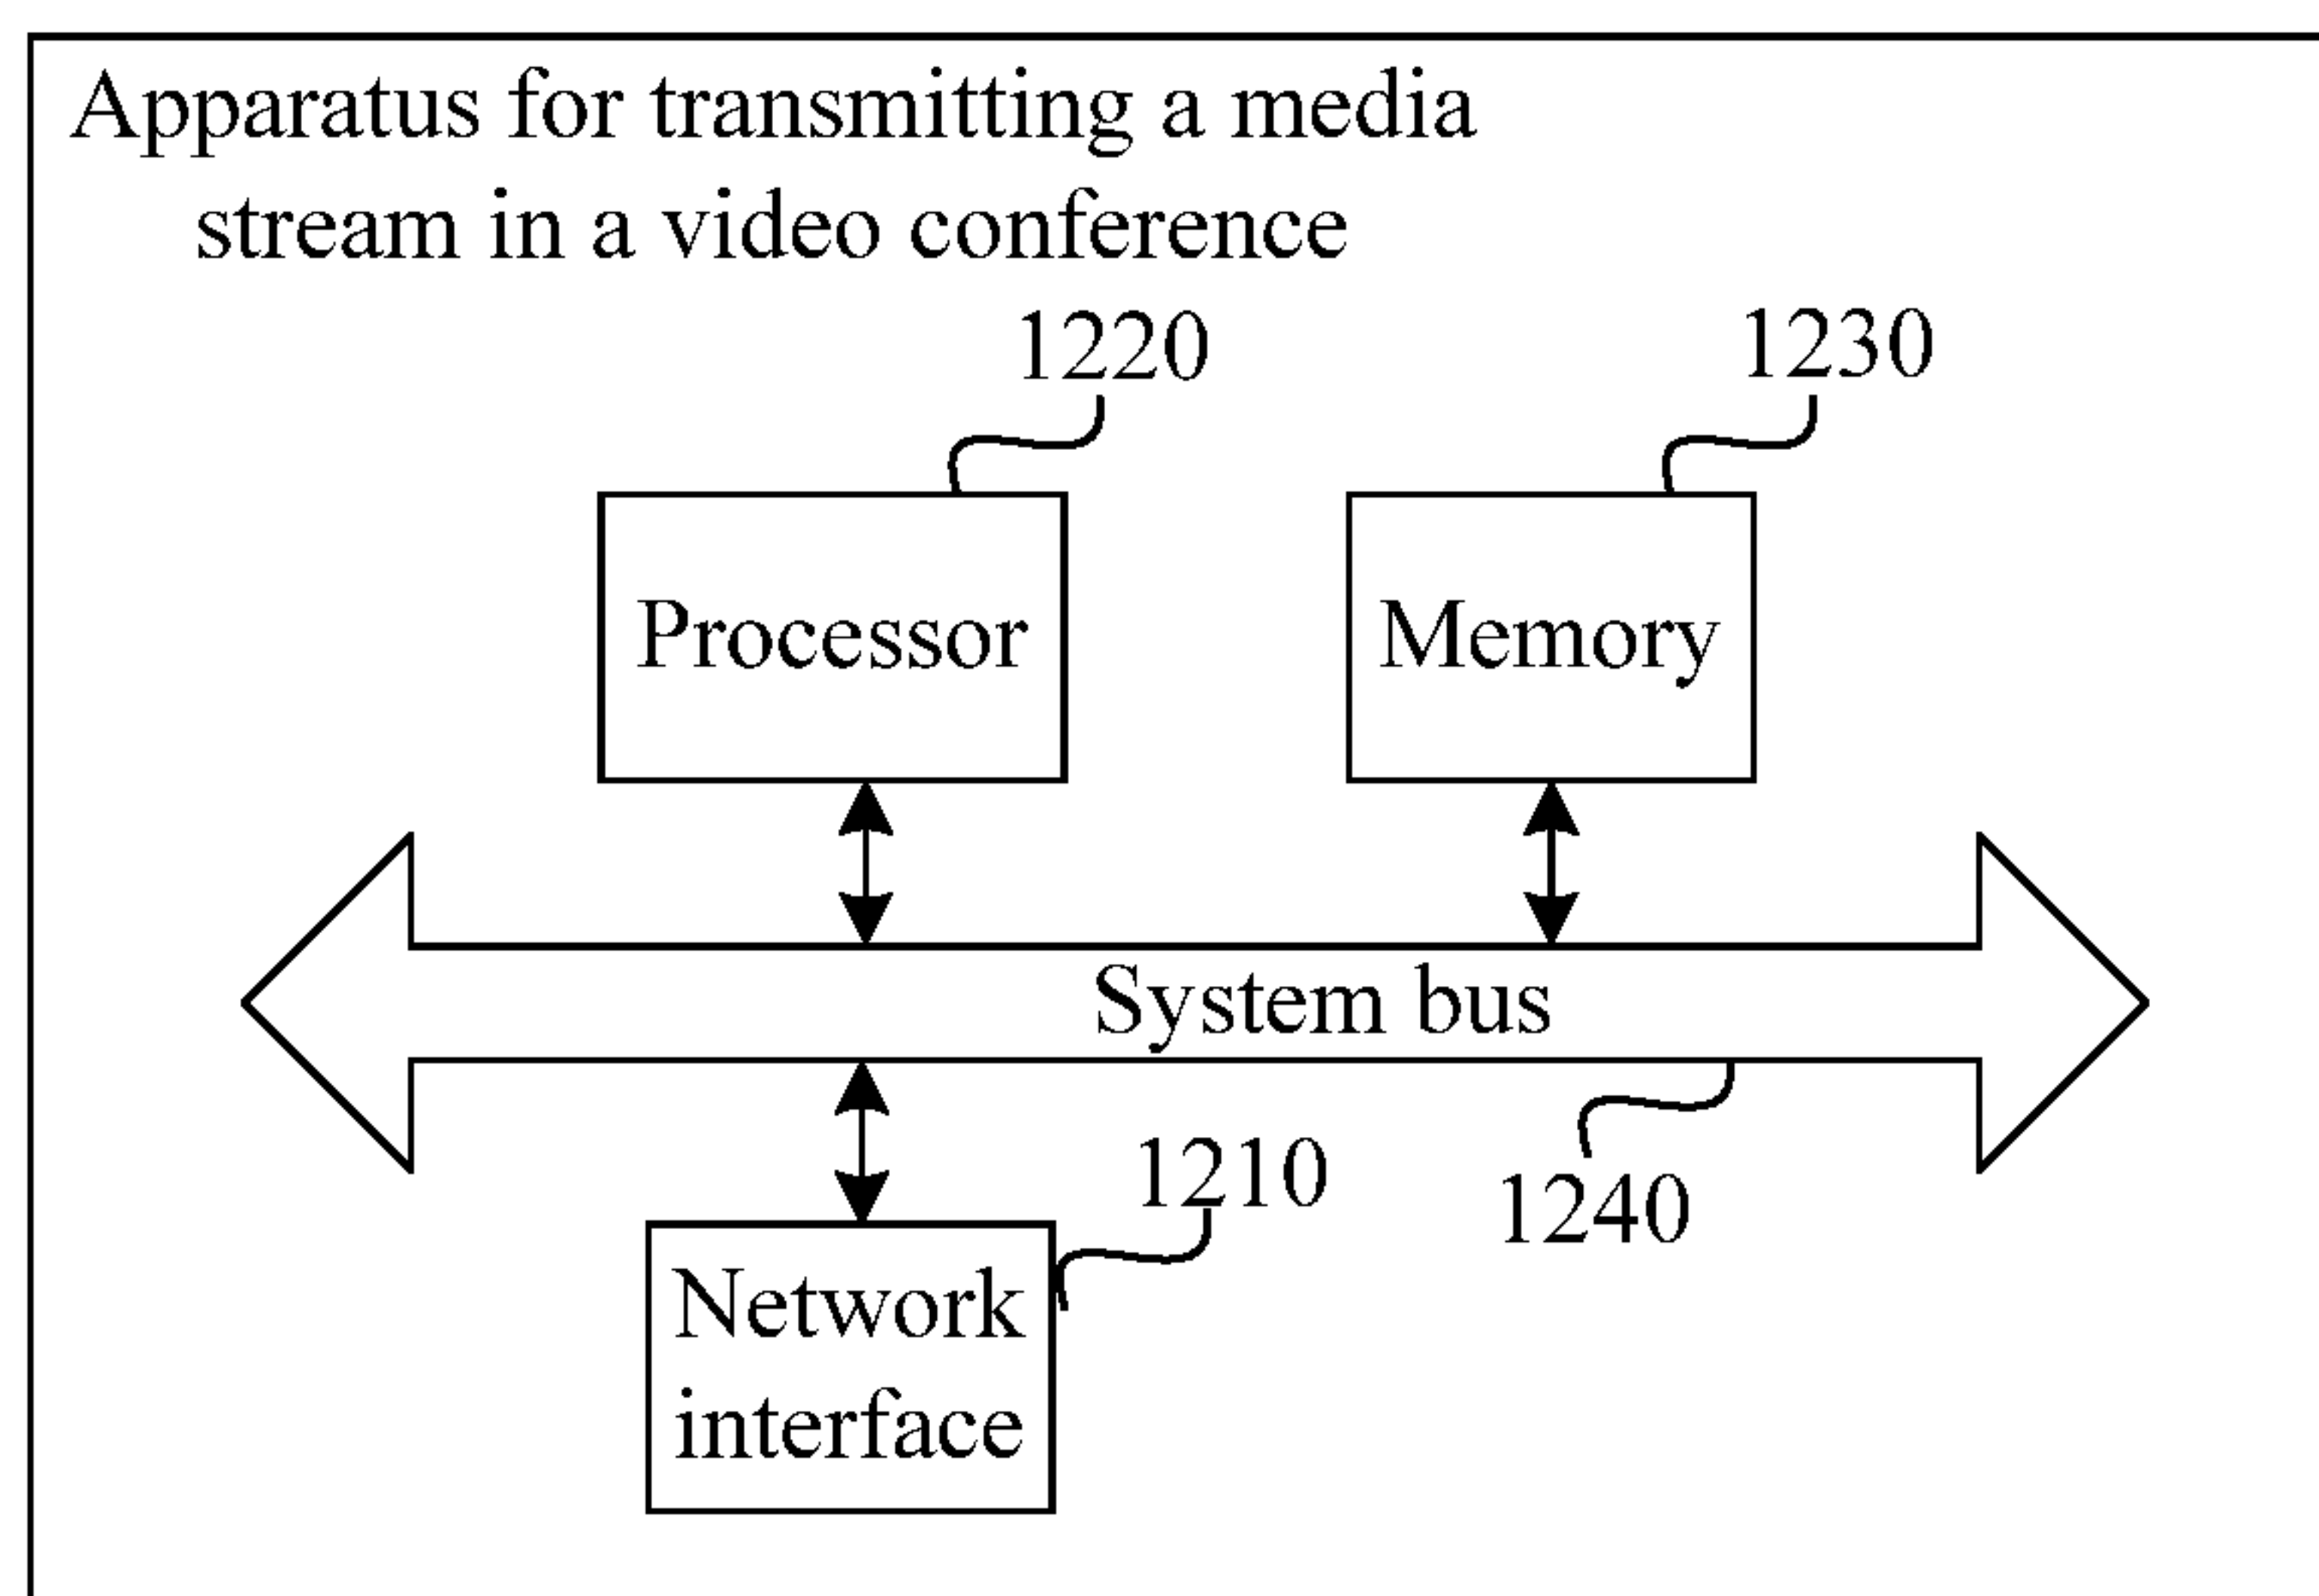 Apparatus for transmitting a media
stream in a video conference
1220
1230
Processor
Memory
System bus
1210
1240
Network
interface